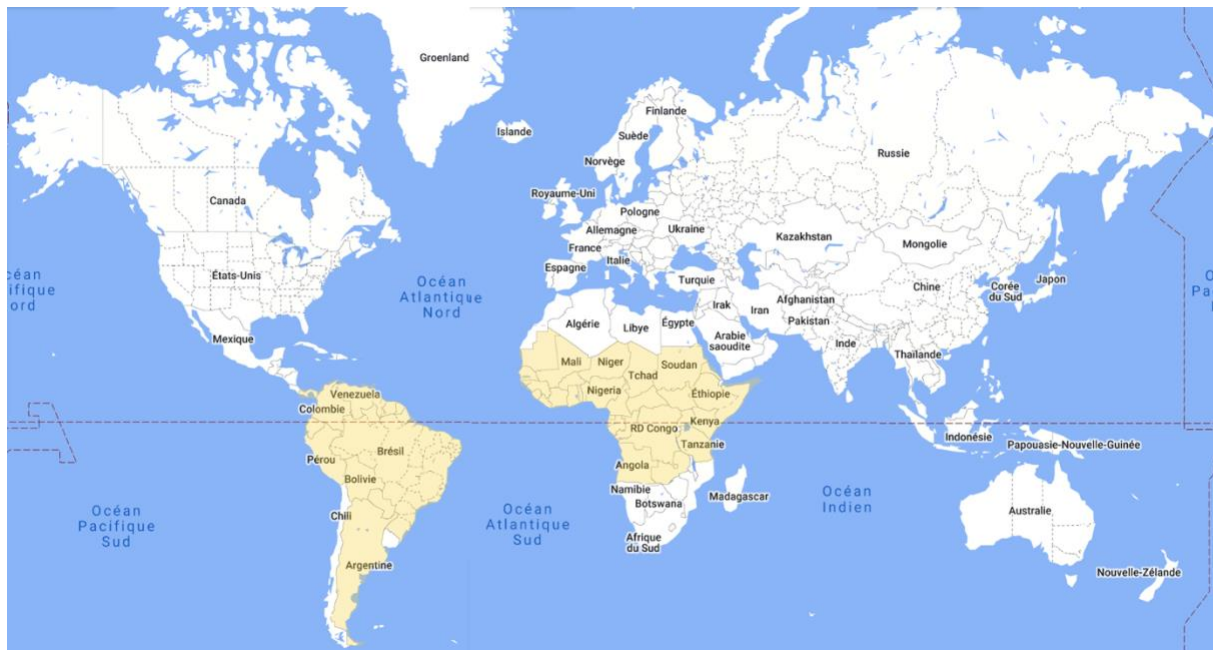 Groenland
Islande
Finlande
Suède
Norvège
Russie
Canada
Royaume-Uni
Pologne
Allemagne
Ukraine
France
Kazakhstan
Mongolie
Italie
Espagne
États-Unis
Turquie
Chine
Corée
du Sud
Japon
Océan
Atlantique
Nord
Irak
Iran
Afghanistan
Pakistan
Algérie
Libye
Égypte
Arabie
saoudite
Inde
Mexique
Thaïlande
Mali
Niger
Tchad
Soudan
Nigeria
Éthiopie
Venezuela
Colombie
RD Congo
Kenya
Tanzanie
Indonésie
Papouasie-Nouvelle-Guinée
Brésil
Pérou
Bolivie
Angola
Namibie
Botswana
Madagascar
Océan
Pacifique
Sud
Chili
Océan
Atlantique
Sud
Océan
Indien
Australie
Afrique
du Sud
Argentine
Nouvelle-Zélande